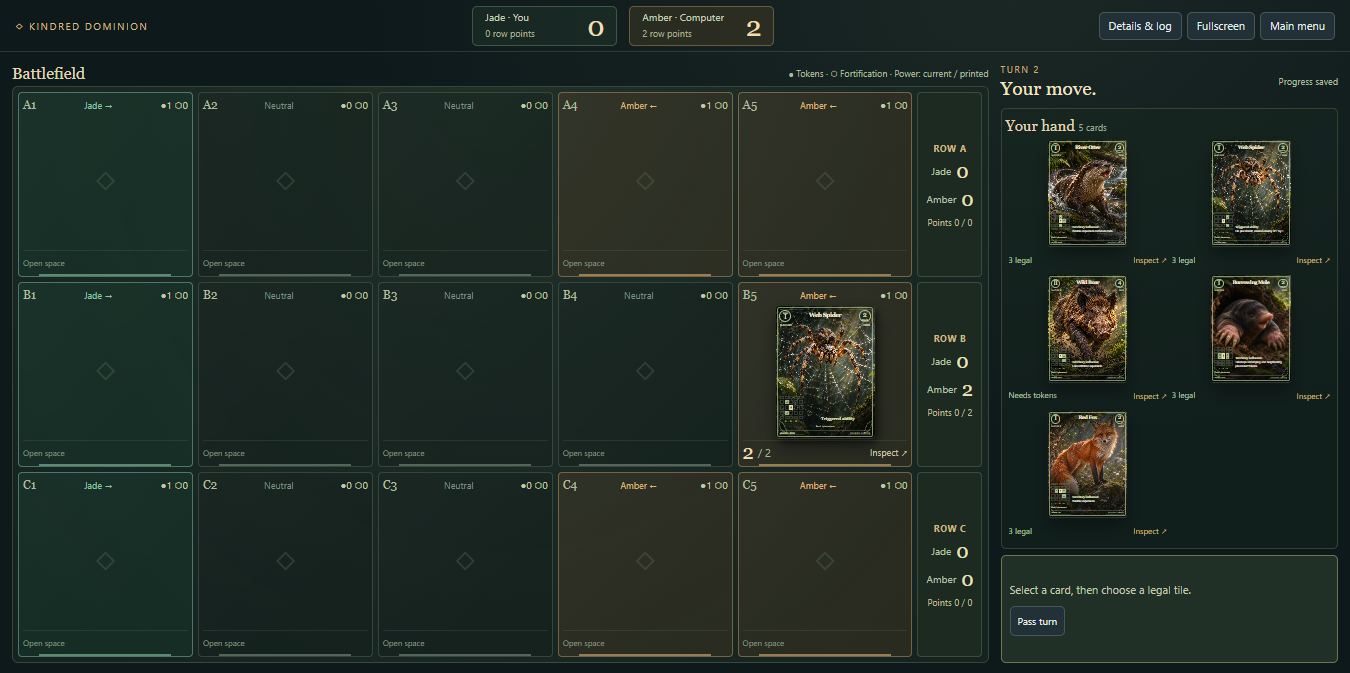 KINDRED DOMINION
Jade · You
0 row points
0
Amber · Computer
2 row points
2
Details & log
Fullscreen
Main menu
Battlefield
● Tokens · ⬡ Fortification · Power: current / printed
A1 Jade → ●1 ⬡0
Open space
A2 Neutral ●0 ⬡0
Open space
A3 Neutral ●0 ⬡0
Open space
A4 Amber ← ●1 ⬡0
Open space
A5 Amber ← ●1 ⬡0
Open space
ROW A
Jade 0
Amber 0
Points 0 / 0
B1 Jade → ●1 ⬡0
Open space
B2 Neutral ●0 ⬡0
Open space
B3 Neutral ●0 ⬡0
Open space
B4 Neutral ●0 ⬡0
Open space
B5 Amber ← ●1 ⬡0
T Web Spider 2
Triggered ability
2 / 2
Inspect ↗
ROW B
Jade 0
Amber 2
Points 0 / 2
C1 Jade → ●1 ⬡0
Open space
C2 Neutral ●0 ⬡0
Open space
C3 Neutral ●0 ⬡0
Open space
C4 Amber ← ●1 ⬡0
Open space
C5 Amber ← ●1 ⬡0
Open space
ROW C
Jade 0
Amber 0
Points 0 / 0
TURN 2
Your move.
Progress saved
Your hand 5 cards
River Otter
3 legal
Inspect ↗
Web Spider
3 legal
Inspect ↗
Wild Boar
Needs tokens
Inspect ↗
Burrowing Mole
3 legal
Inspect ↗
Red Fox
3 legal
Inspect ↗
Select a card, then choose a legal tile.
Pass turn